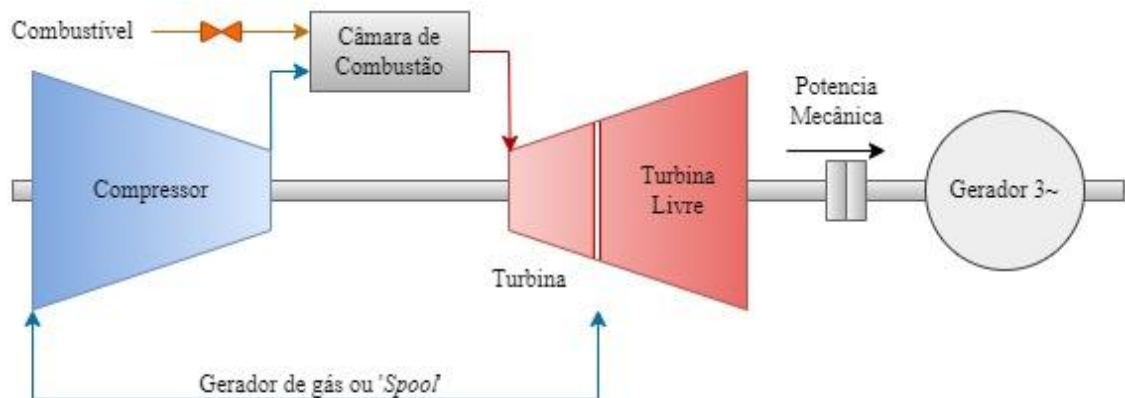 Combustível
Câmara de
Combustão
Potencia
Mecânica
Compressor
Turbina
Livre
Gerador 3~
Turbina
Gerador de gás ou 'Spool'